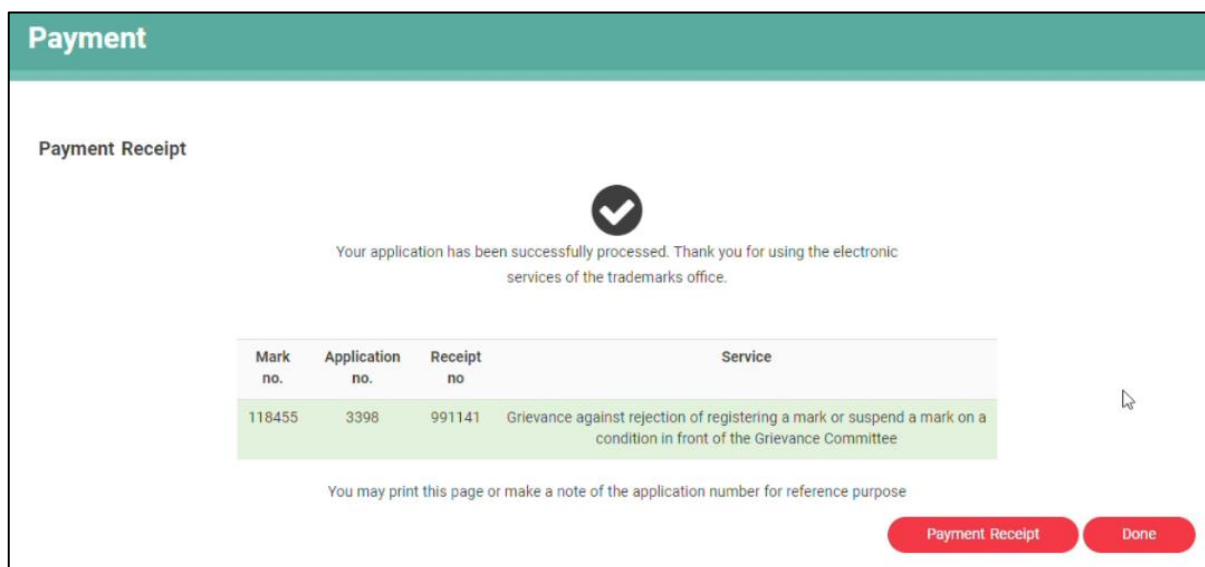 Payment
Payment Receipt
Your application has been successfully processed. Thank you for using the electronic
services of the trademarks office.
Mark no. Application no. Receipt no Service
118455 3398 991141 Grievance against rejection of registering a mark or suspend a mark on a
condition in front of the Grievance Committee
You may print this page or make a note of the application number for reference purpose
Payment Receipt Done